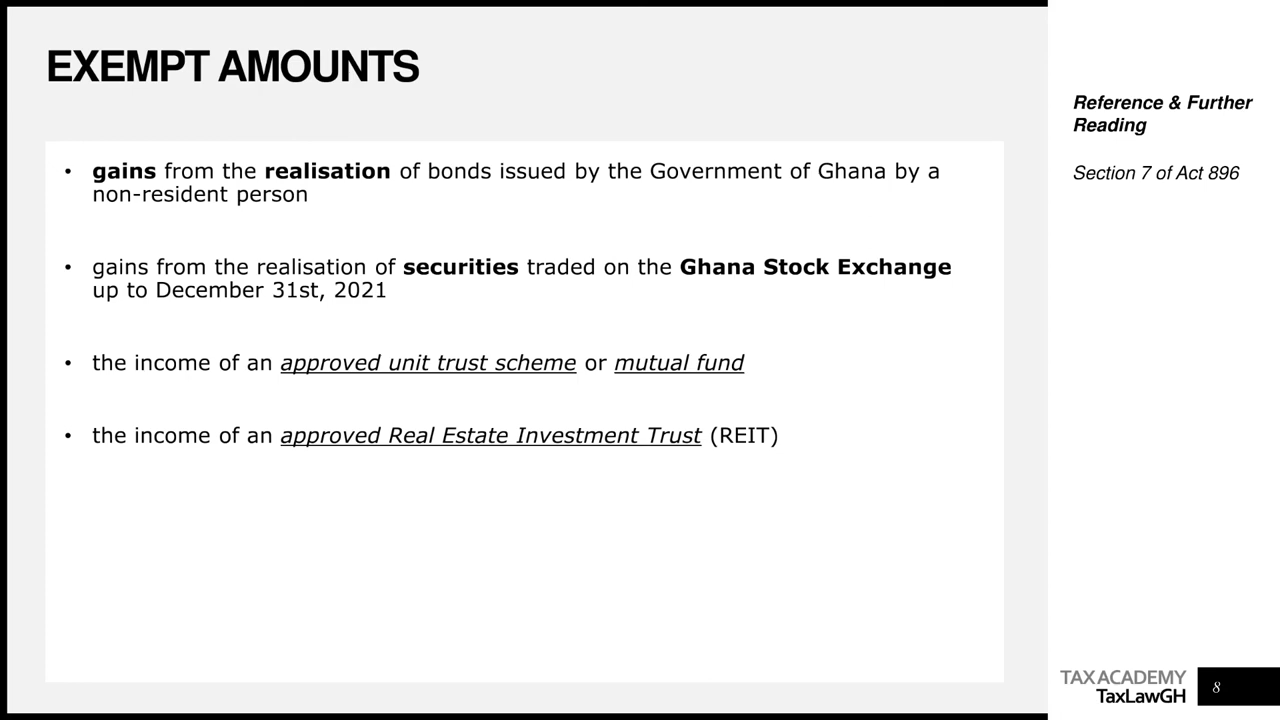 EXEMPT AMOUNTS
• gains from the realisation of bonds issued by the Government of Ghana by a
non-resident person
• gains from the realisation of securities traded on the Ghana Stock Exchange
up to December 31st, 2021
• the income of an approved unit trust scheme or mutual fund
• the income of an approved Real Estate Investment Trust (REIT)
Reference & Further
Reading
Section 7 of Act 896
TAX ACADEMY
TaxLawGH
8